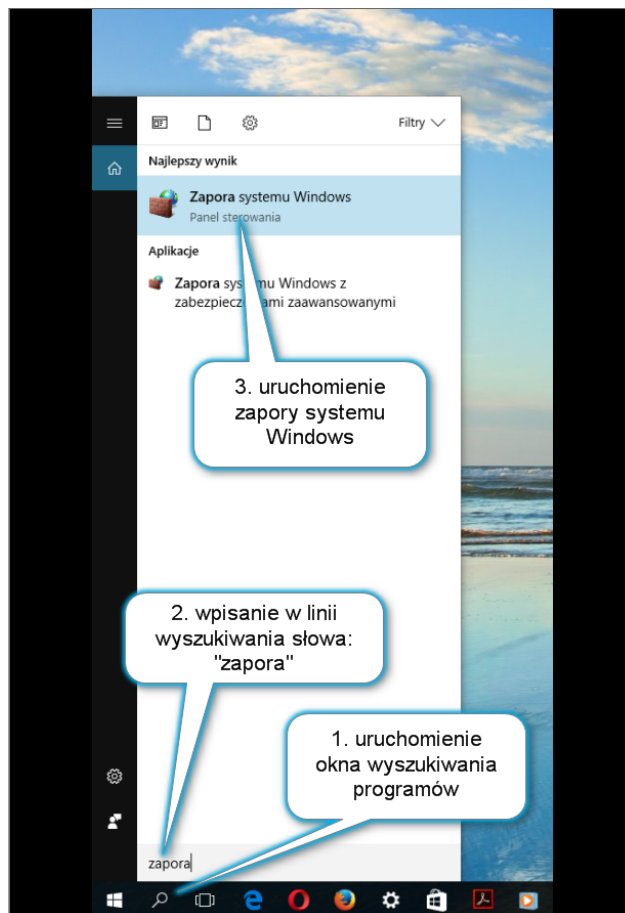 Filtry
Najlepszy wynik
Zapora systemu Windows
Panel sterowania
Aplikacje
Zapora systemu Windows z
zabezpieczeniami zaawansowanymi
3. uruchomienie
zapory systemu
Windows
2. wpisanie w linii
wyszukiwania słowa:
"zapora"
1. uruchomienie
okna wyszukiwania
programów
zapora